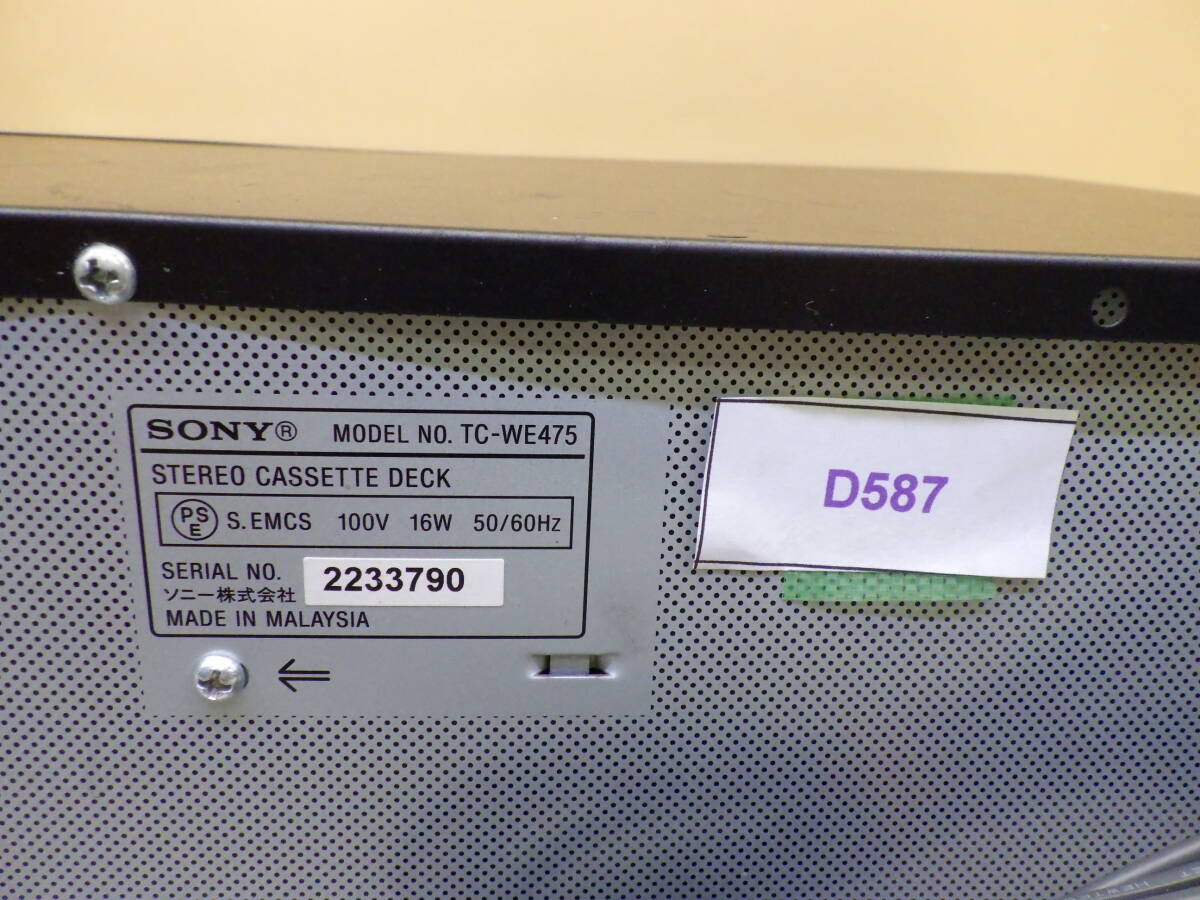 SONY® MODEL NO. TC-WE475
STEREO CASSETTE DECK
PSE S.EMCS 100V 16W 50/60Hz
SERIAL NO. 2233790
ソニー株式会社
MADE IN MALAYSIA
D587